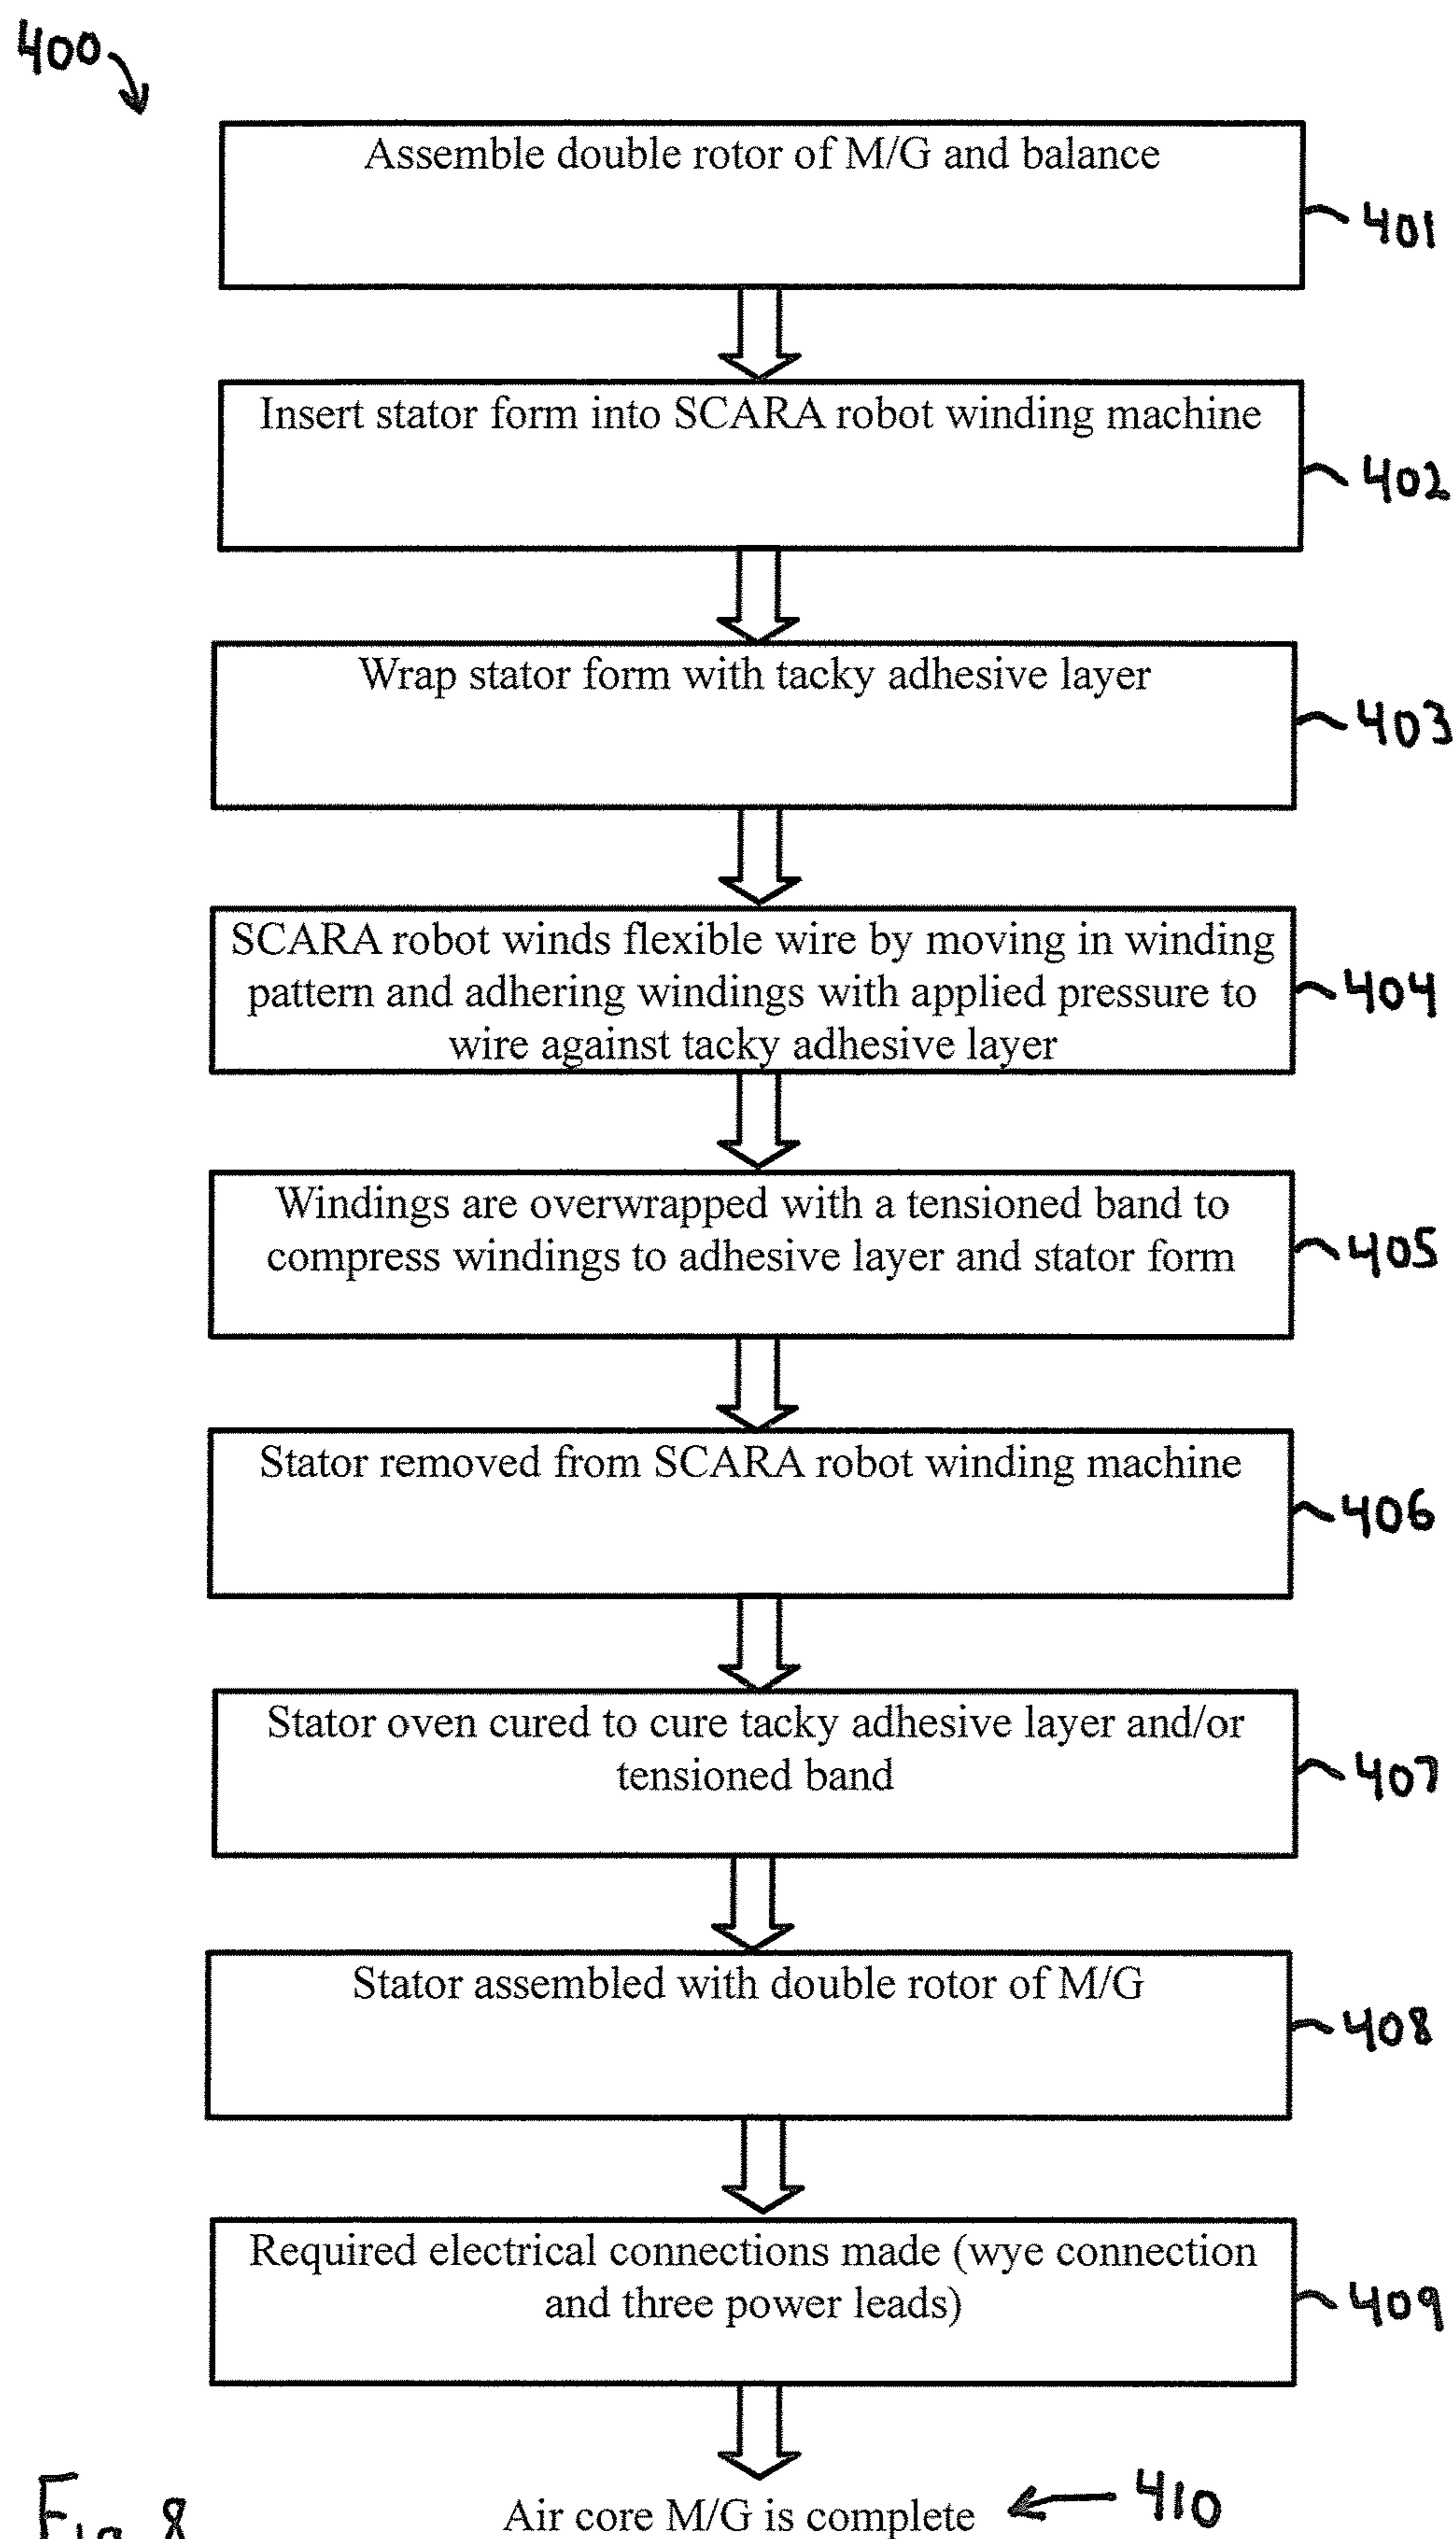 400
Assemble double rotor of M/G and balance
401
Insert stator form into SCARA robot winding machine
402
Wrap stator form with tacky adhesive layer
403
SCARA robot winds flexible wire by moving in winding
pattern and adhering windings with applied pressure to
wire against tacky adhesive layer
404
Windings are overwrapped with a tensioned band to
compress windings to adhesive layer and stator form
405
Stator removed from SCARA robot winding machine
406
Stator oven cured to cure tacky adhesive layer and/or
tensioned band
407
Stator assembled with double rotor of M/G
408
Required electrical connections made (wye connection
and three power leads)
409
Air core M/G is complete
410
Fig 8